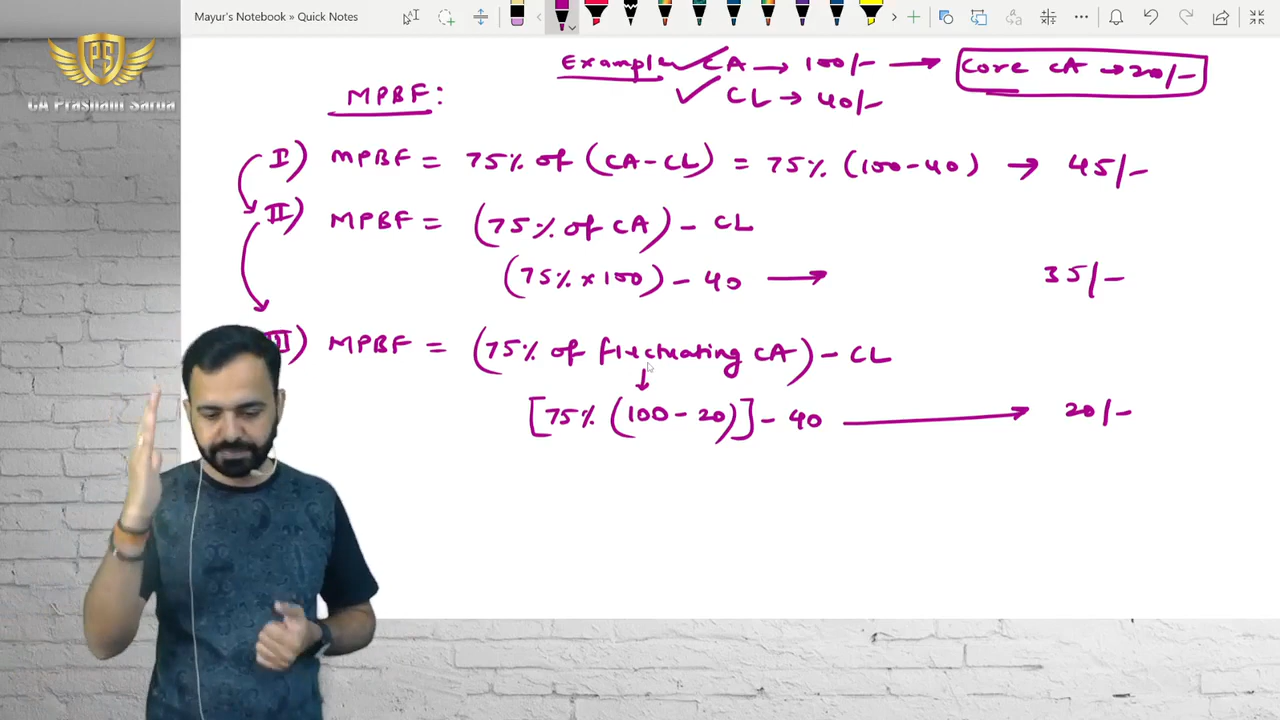 Mayur's Notebook » Quick Notes
PS
CA Prashant Sarda
Example CA → 100/- → Core CA → 20/-
CL → 40/-
MPBF:
I) MPBF = 75% of (CA-CL) = 75% (100-40) → 45/-
II) MPBF = (75% of CA) - CL
(75% x 100) - 40 → 35/-
III) MPBF = (75% of fluctuating CA) - CL
[75% (100-20)] - 40 → 20/-